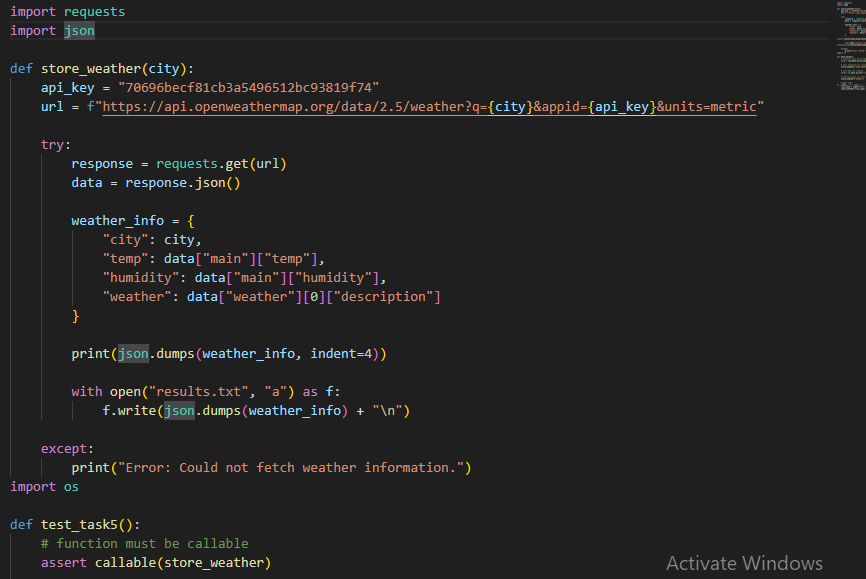 import requests
import json
def store_weather(city):
    api_key = "70696becf81cb3a5496512bc93819f74"
    url = f"https://api.openweathermap.org/data/2.5/weather?q={city}&appid={api_key}&units=metric"
    try:
        response = requests.get(url)
        data = response.json()
        weather_info = {
            "city": city,
            "temp": data["main"]["temp"],
            "humidity": data["main"]["humidity"],
            "weather": data["weather"][0]["description"]
        }
        print(json.dumps(weather_info, indent=4))
        with open("results.txt", "a") as f:
            f.write(json.dumps(weather_info) + "\n")
    except:
        print("Error: Could not fetch weather information.")
import os
def test_task5():
    # function must be callable
    assert callable(store_weather)
Activate Windows